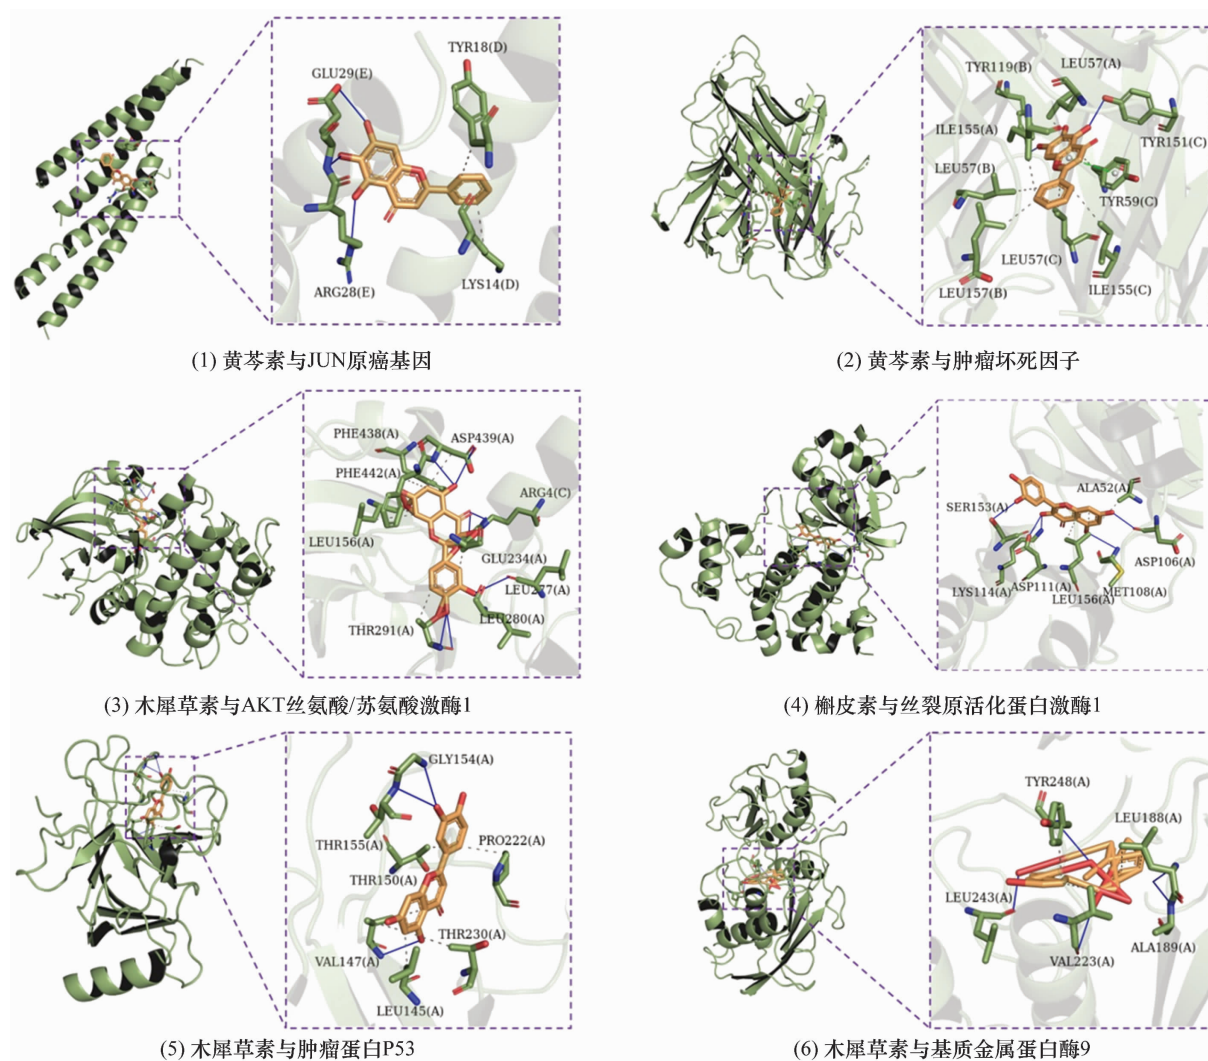 TYR18(D)
GLU29(E)
ARG28(E)
LYS14(D)
(1) 黄芩素与JUN原癌基因
TYR119(B)
LEU57(A)
ILE155(A)
TYR151(C)
LEU57(B)
TYR59(C)
LEU57(C)
LEU157(B)
ILE155(C)
(2) 黄芩素与肿瘤坏死因子
PHE438(A)
ASP439(A)
PHE442(A)
ARG4(C)
LEU156(A)
GLU234(A)
LEU277(A)
LEU280(A)
THR291(A)
(3) 木犀草素与AKT丝氨酸/苏氨酸激酶1
ALA52(A)
SER153(A)
ASP106(A)
LYS114(A)
ASP111(A)
LEU156(A)
MET108(A)
(4) 槲皮素与丝裂原活化蛋白激酶1
GLY154(A)
THR155(A)
PRO222(A)
THR150(A)
THR230(A)
VAL147(A)
LEU145(A)
(5) 木犀草素与肿瘤蛋白P53
TYR248(A)
LEU188(A)
LEU243(A)
ALA189(A)
VAL223(A)
(6) 木犀草素与基质金属蛋白酶9